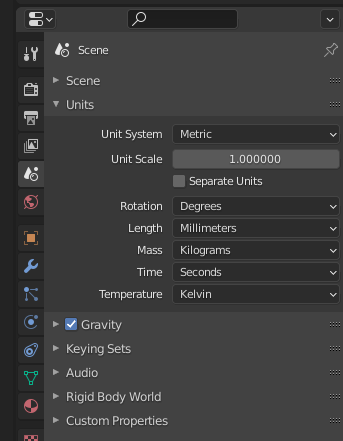 Scene
Scene
Units
Unit System Metric
Unit Scale 1.000000
Separate Units
Rotation Degrees
Length Millimeters
Mass Kilograms
Time Seconds
Temperature Kelvin
Gravity
Keying Sets
Audio
Rigid Body World
Custom Properties